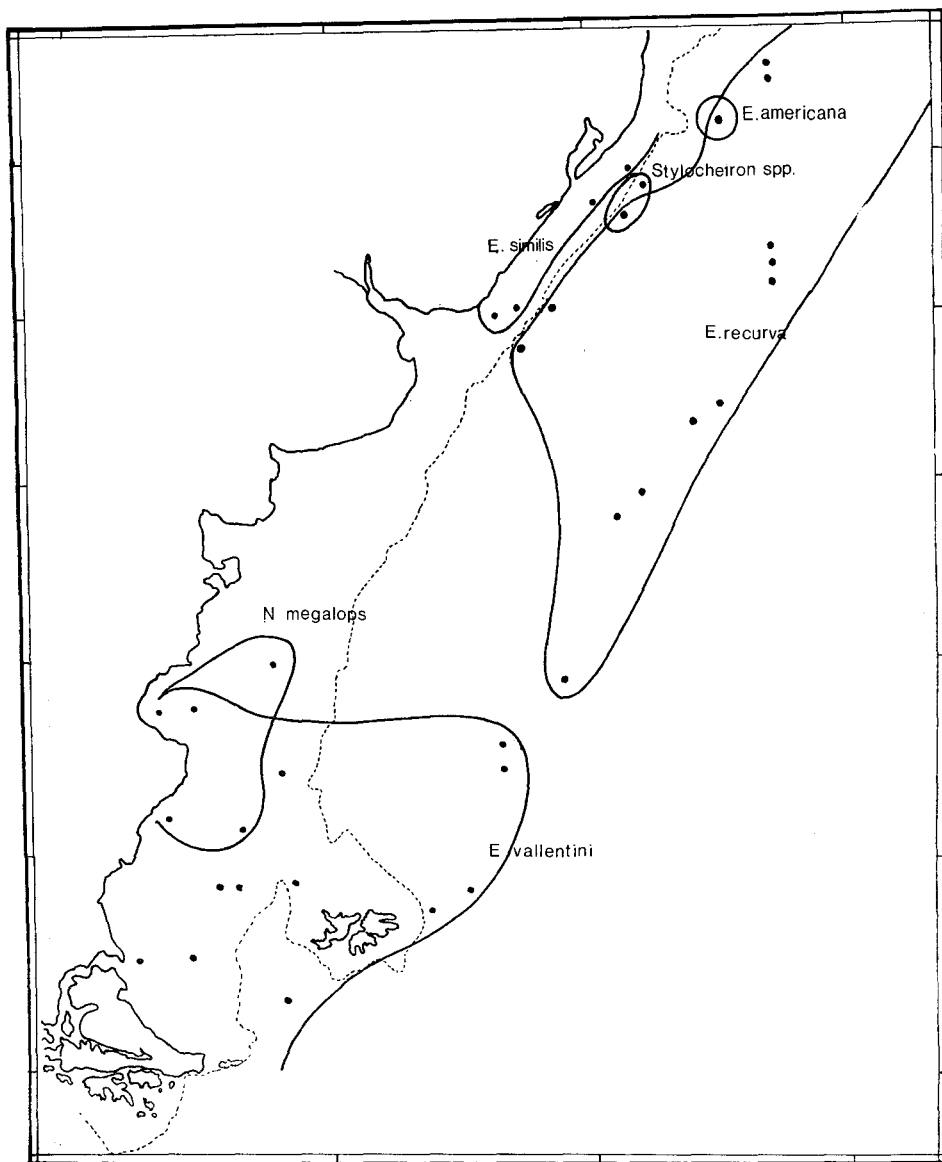 E. americana
Stylocheiron spp.
E. similis
E. recurva
N megalops
E. vallentini